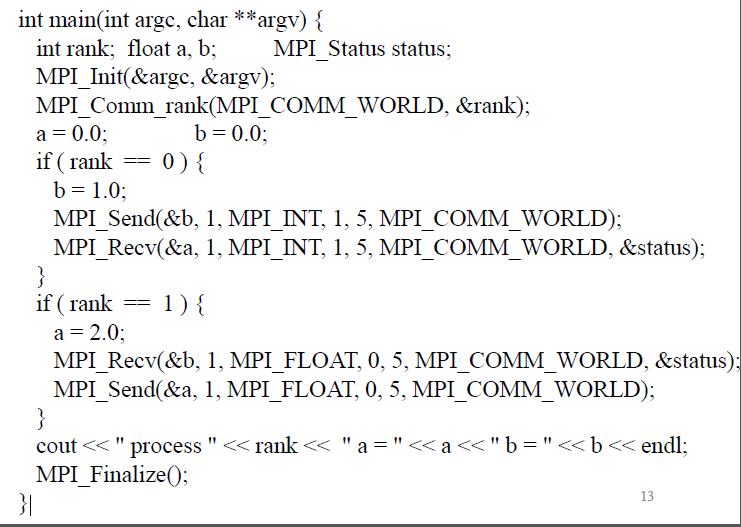 int main(int argc, char **argv) {
int rank; float a, b; MPI_Status status;
MPI_Init(&argc, &argv);
MPI_Comm_rank(MPI_COMM_WORLD, &rank);
a = 0.0; b = 0.0;
if ( rank == 0 ) {
b = 1.0;
MPI_Send(&b, 1, MPI_INT, 1, 5, MPI_COMM_WORLD);
MPI_Recv(&a, 1, MPI_INT, 1, 5, MPI_COMM_WORLD, &status);
}
if ( rank == 1 ) {
a = 2.0;
MPI_Recv(&b, 1, MPI_FLOAT, 0, 5, MPI_COMM_WORLD, &status);
MPI_Send(&a, 1, MPI_FLOAT, 0, 5, MPI_COMM_WORLD);
}
cout << " process " << rank << " a = " << a << " b = " << b << endl;
MPI_Finalize();
}
13